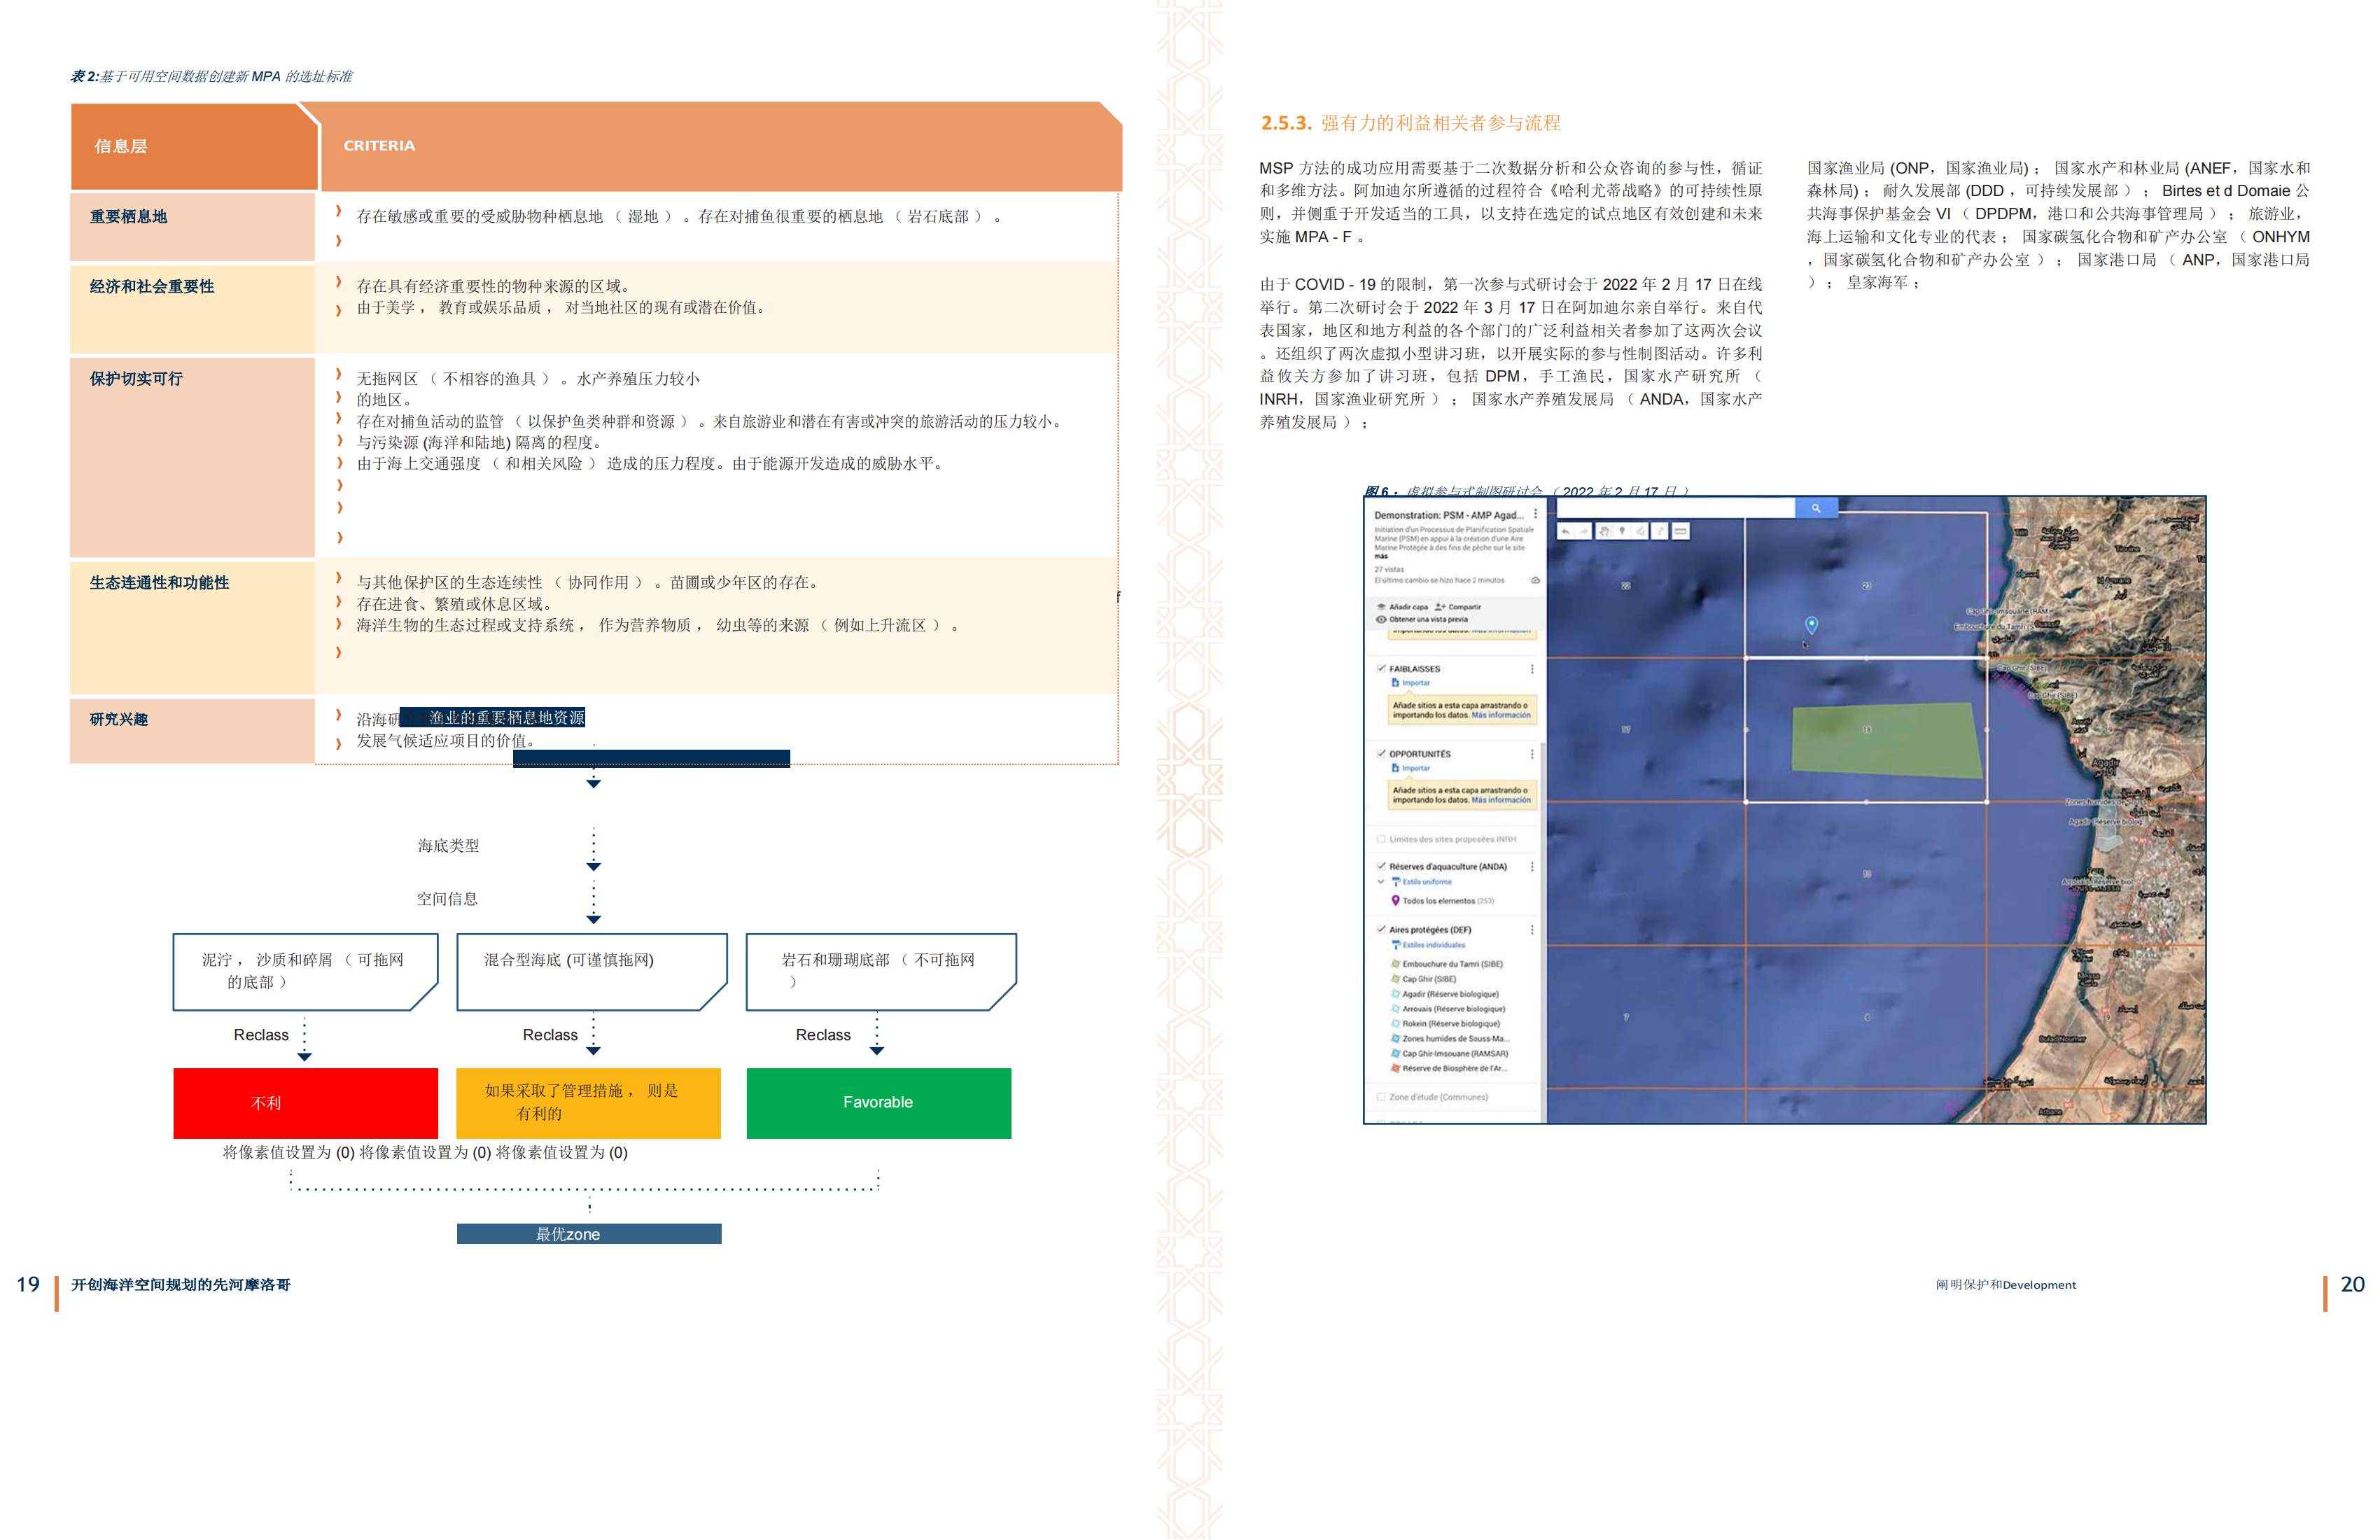 表 2:基于可用空间数据创建新 MPA 的选址标准
信息层
CRITERIA
重要栖息地
存在敏感或重要的受威胁物种栖息地 （ 湿地 ） 。存在对捕鱼很重要的栖息地 （ 岩石底部 ） 。
经济和社会重要性
存在具有经济重要性的物种来源的区域。
由于美学， 教育或娱乐品质， 对当地社区的现有或潜在价值。
保护切实可行
无拖网区 （ 不相容的渔具 ） 。水产养殖压力较小
的地区。
存在对捕鱼活动的监管 （ 以保护鱼类种群和资源 ） 。来自旅游业和潜在有害或冲突的旅游活动的压力较小。
与污染源 (海洋和陆地) 隔离的程度。
由于海上交通强度 （ 和相关风险 ） 造成的压力程度。由于能源开发造成的威胁水平。
生态连通性和功能性
与其他保护区的生态连续性 （ 协同作用 ） 。苗圃或少年区的存在。
存在进食、繁殖或休息区域。
海洋生物的生态过程或支持系统， 作为营养物质， 幼虫等的来源 （ 例如上升流区 ） 。
f
研究兴趣
沿海研
渔业的重要栖息地资源
发展气候适应项目的价值。
海底类型
空间信息
泥泞， 沙质和碎屑 （ 可拖网
的底部 ）
混合型海底 (可谨慎拖网)
岩石和珊瑚底部 （ 不可拖网
）
Reclass
Reclass
Reclass
不利
如果采取了管理措施， 则是
有利的
Favorable
将像素值设置为 (0) 将像素值设置为 (0) 将像素值设置为 (0)
最优zone
19
开创海洋空间规划的先河摩洛哥
2.5.3. 强有力的利益相关者参与流程
MSP 方法的成功应用需要基于二次数据分析和公众咨询的参与性，循证
和多维方法。阿加迪尔所遵循的过程符合《哈利尤蒂战略》的可持续性原
则，并侧重于开发适当的工具，以支持在选定的试点地区有效创建和未来
实施 MPA - F 。
由于 COVID - 19 的限制，第一次参与式研讨会于 2022 年 2 月 17 日在线
举行。第二次研讨会于 2022 年 3 月 17 日在阿加迪尔亲自举行。来自代
表国家，地区和地方利益的各个部门的广泛利益相关者参加了这两次会议
。还组织了两次虚拟小型讲习班，以开展实际的参与性制图活动。许多利
益攸关方参加了讲习班，包括 DPM，手工渔民，国家水产研究所 （
INRH，国家渔业研究所 ） ； 国家水产养殖发展局 （ ANDA，国家水产
养殖发展局 ） ；
国家渔业局 (ONP，国家渔业局) ； 国家水产和林业局 (ANEF，国家水和
森林局) ； 耐久发展部 (DDD ，可持续发展部 ） ； Birtes et d Domaie 公
共海事保护基金会 VI （ DPDPM，港口和公共海事管理局 ） ； 旅游业，
海上运输和文化专业的代表 ； 国家碳氢化合物和矿产办公室 （ ONHYM
，国家碳氢化合物和矿产办公室 ） ； 国家港口局 （ ANP，国家港口局
） ； 皇家海军 ；
图 6 ：虚拟参与式制图研讨会 （ 2022 年 2 月 17 日 ）
Demonstration: PSM - AMP Agad...
Initiation d'un Processus de Planification Spatiale
Marine (PSM) en appui à la création d'une Aire
Marine Protégée à des fins de pêche sur le site
más
27 vistas
El último cambio se hizo hace 2 minutos
Añadir capa
Compartir
Obtener una vista previa
importando los datos. Más información
FAIBLAISSES
Importar
Añade sitios a esta capa arrastrando o
importando los datos. Más información
OPPORTUNITÉS
Importar
Añade sitios a esta capa arrastrando o
importando los datos. Más información
Limites des sites proposées INRH
Réserves d'aquaculture (ANDA)
Estilo uniforme
Todos los elementos (253)
Aires protégées (DEF)
Estilos individuales
Embouchure du Tamri (SIBE)
Cap Ghir (SIBE)
Agadir (Réserve biologique)
Arrouais (Réserve biologique)
Rokein (Réserve biologique)
Zones humides de Souss-Ma...
Cap Ghir-Imsouane (RAMSAR)
Réserve de Biosphère de l'Ar...
Zone d'étude (Communes)
22
23
17
18
13
7
8
Agadir
阐明保护和Development
20